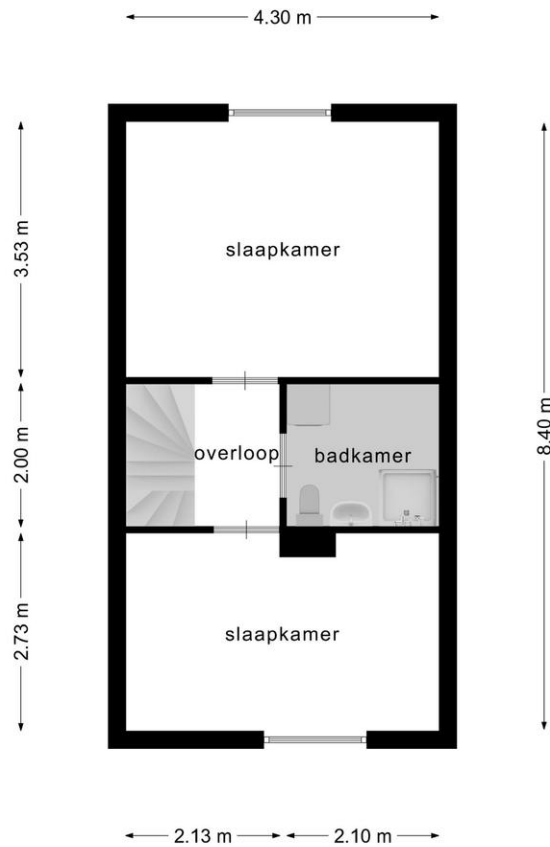 4.30 m
3.53 m
slaapkamer
2.00 m
overloop
badkamer
8.40 m
2.73 m
slaapkamer
2.13 m
2.10 m